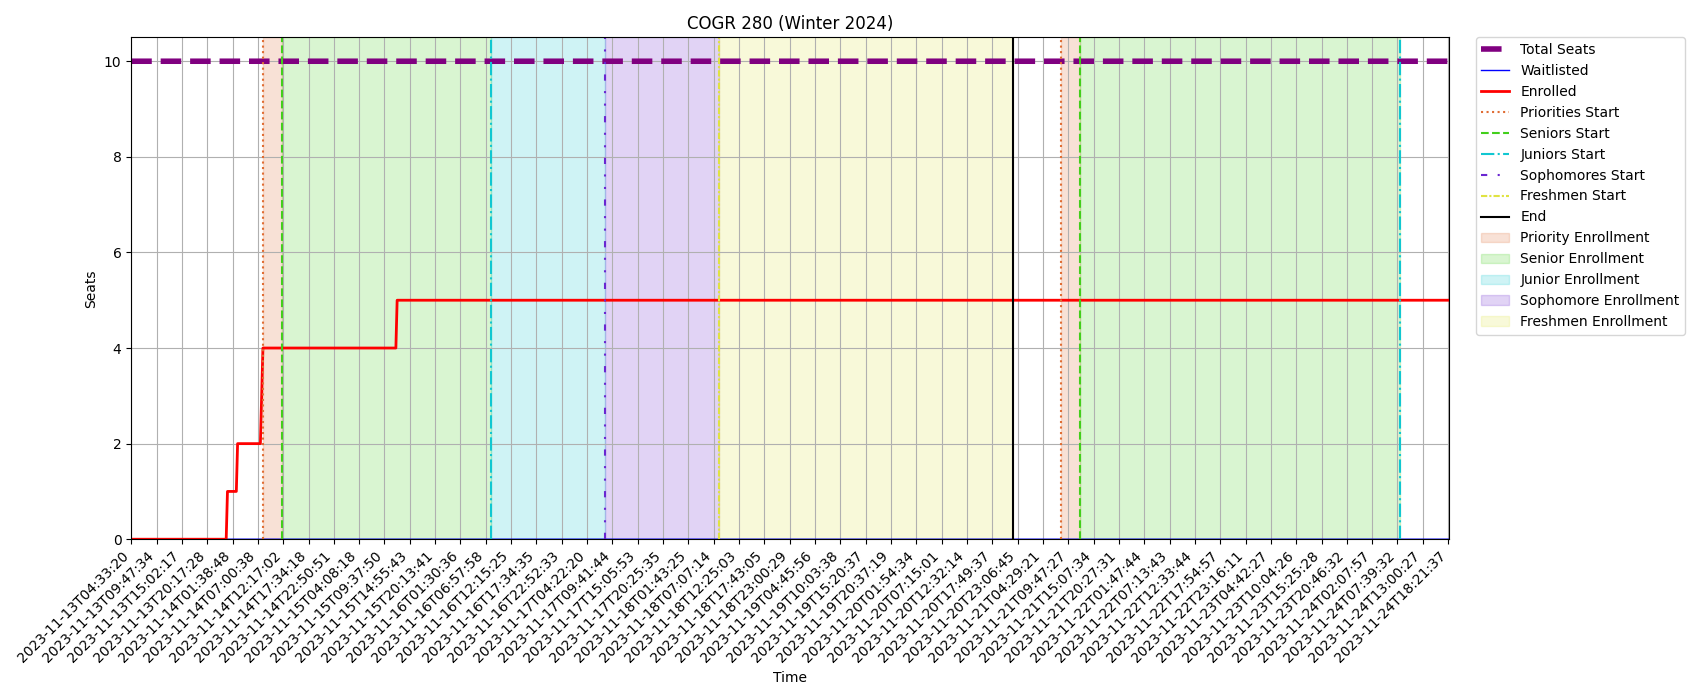 COGR 280 (Winter 2024)
Seats
10
8
6
4
2
0
2023-11-13T04:33:20
2023-11-13T09:47:34
2023-11-13T15:02:17
2023-11-13T20:17:28
2023-11-14T01:38:48
2023-11-14T07:00:38
2023-11-14T12:17:02
2023-11-14T17:34:18
2023-11-14T22:50:51
2023-11-15T04:08:19
2023-11-15T09:37:50
2023-11-15T14:55:43
2023-11-15T20:13:41
2023-11-16T01:30:36
2023-11-16T06:57:58
2023-11-16T12:15:25
2023-11-16T17:34:35
2023-11-16T22:52:33
2023-11-17T04:22:20
2023-11-17T09:41:44
2023-11-17T15:05:53
2023-11-17T20:25:35
2023-11-18T01:43:25
2023-11-18T07:07:14
2023-11-18T12:25:03
2023-11-18T17:43:05
2023-11-18T23:00:29
2023-11-19T04:45:56
2023-11-19T10:03:38
2023-11-19T15:20:37
2023-11-19T20:37:19
2023-11-20T01:54:34
2023-11-20T07:15:01
2023-11-20T12:32:14
2023-11-20T17:49:37
2023-11-20T23:06:45
2023-11-21T04:29:21
2023-11-21T09:47:27
2023-11-21T15:07:34
2023-11-21T20:27:31
2023-11-22T01:47:44
2023-11-22T07:13:43
2023-11-22T12:33:44
2023-11-22T17:54:57
2023-11-22T23:16:11
2023-11-23T04:42:27
2023-11-23T10:04:26
2023-11-23T15:25:28
2023-11-23T20:46:32
2023-11-24T02:07:57
2023-11-24T07:39:32
2023-11-24T13:00:27
2023-11-24T18:21:37
Time
Total Seats
Waitlisted
Enrolled
Priorities Start
Seniors Start
Juniors Start
Sophomores Start
Freshmen Start
End
Priority Enrollment
Senior Enrollment
Junior Enrollment
Sophomore Enrollment
Freshmen Enrollment